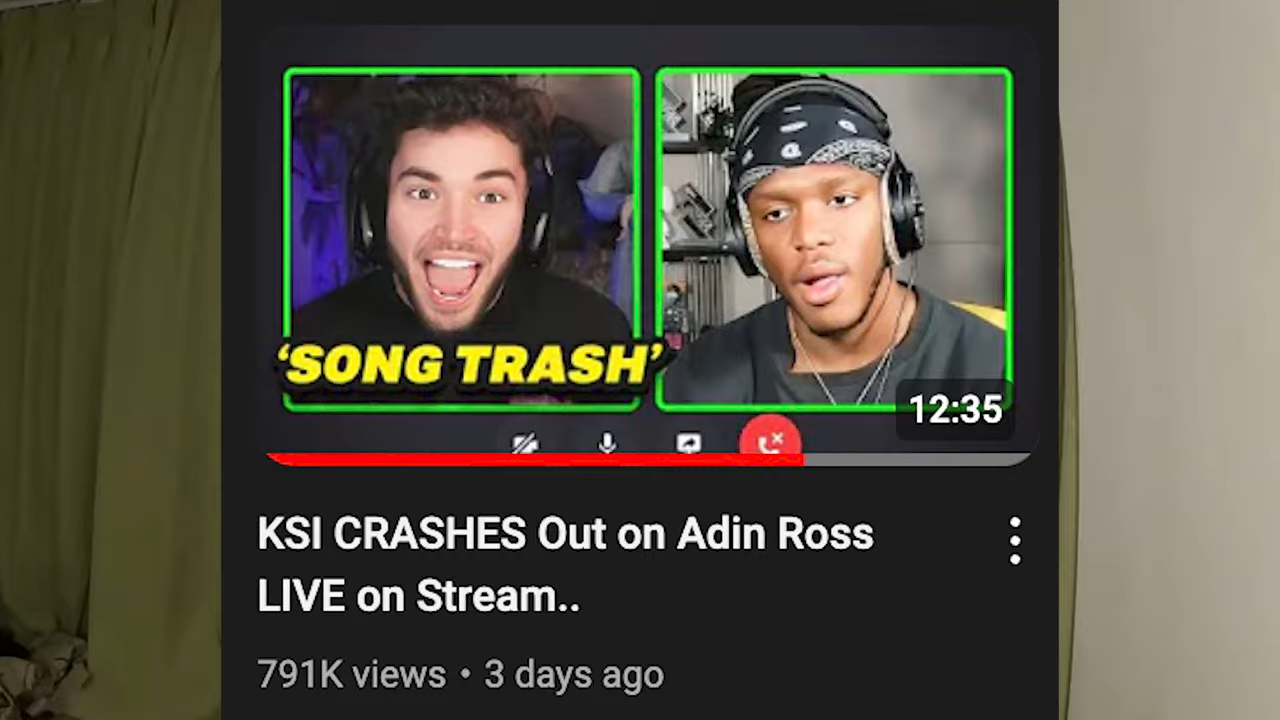 ‘SONG TRASH’
12:35
KSI CRASHES Out on Adin Ross
LIVE on Stream..
791K views • 3 days ago